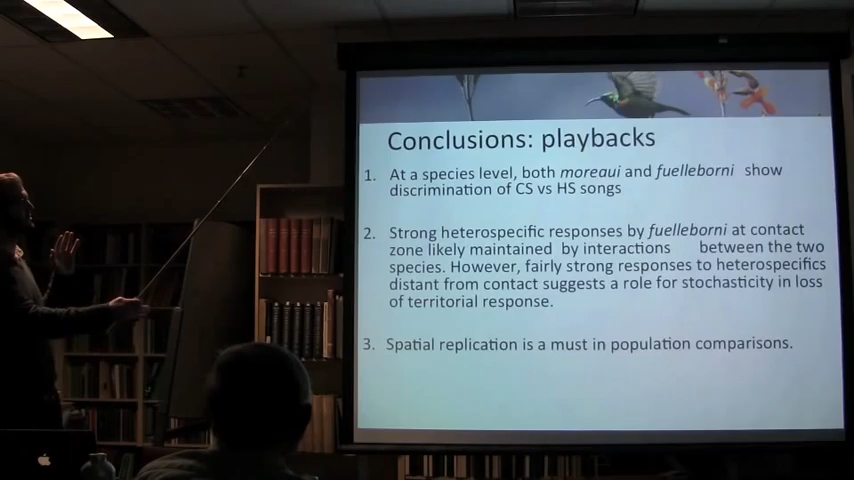 Conclusions: playbacks
1. At a species level, both moreaui and fuelleborni show
discrimination of CS vs HS songs
2. Strong heterospecific responses by fuelleborni at contact
zone likely maintained by interactions between the two
species. However, fairly strong responses to heterospecifics
distant from contact suggests a role for stochasticity in loss
of territorial response.
3. Spatial replication is a must in population comparisons.